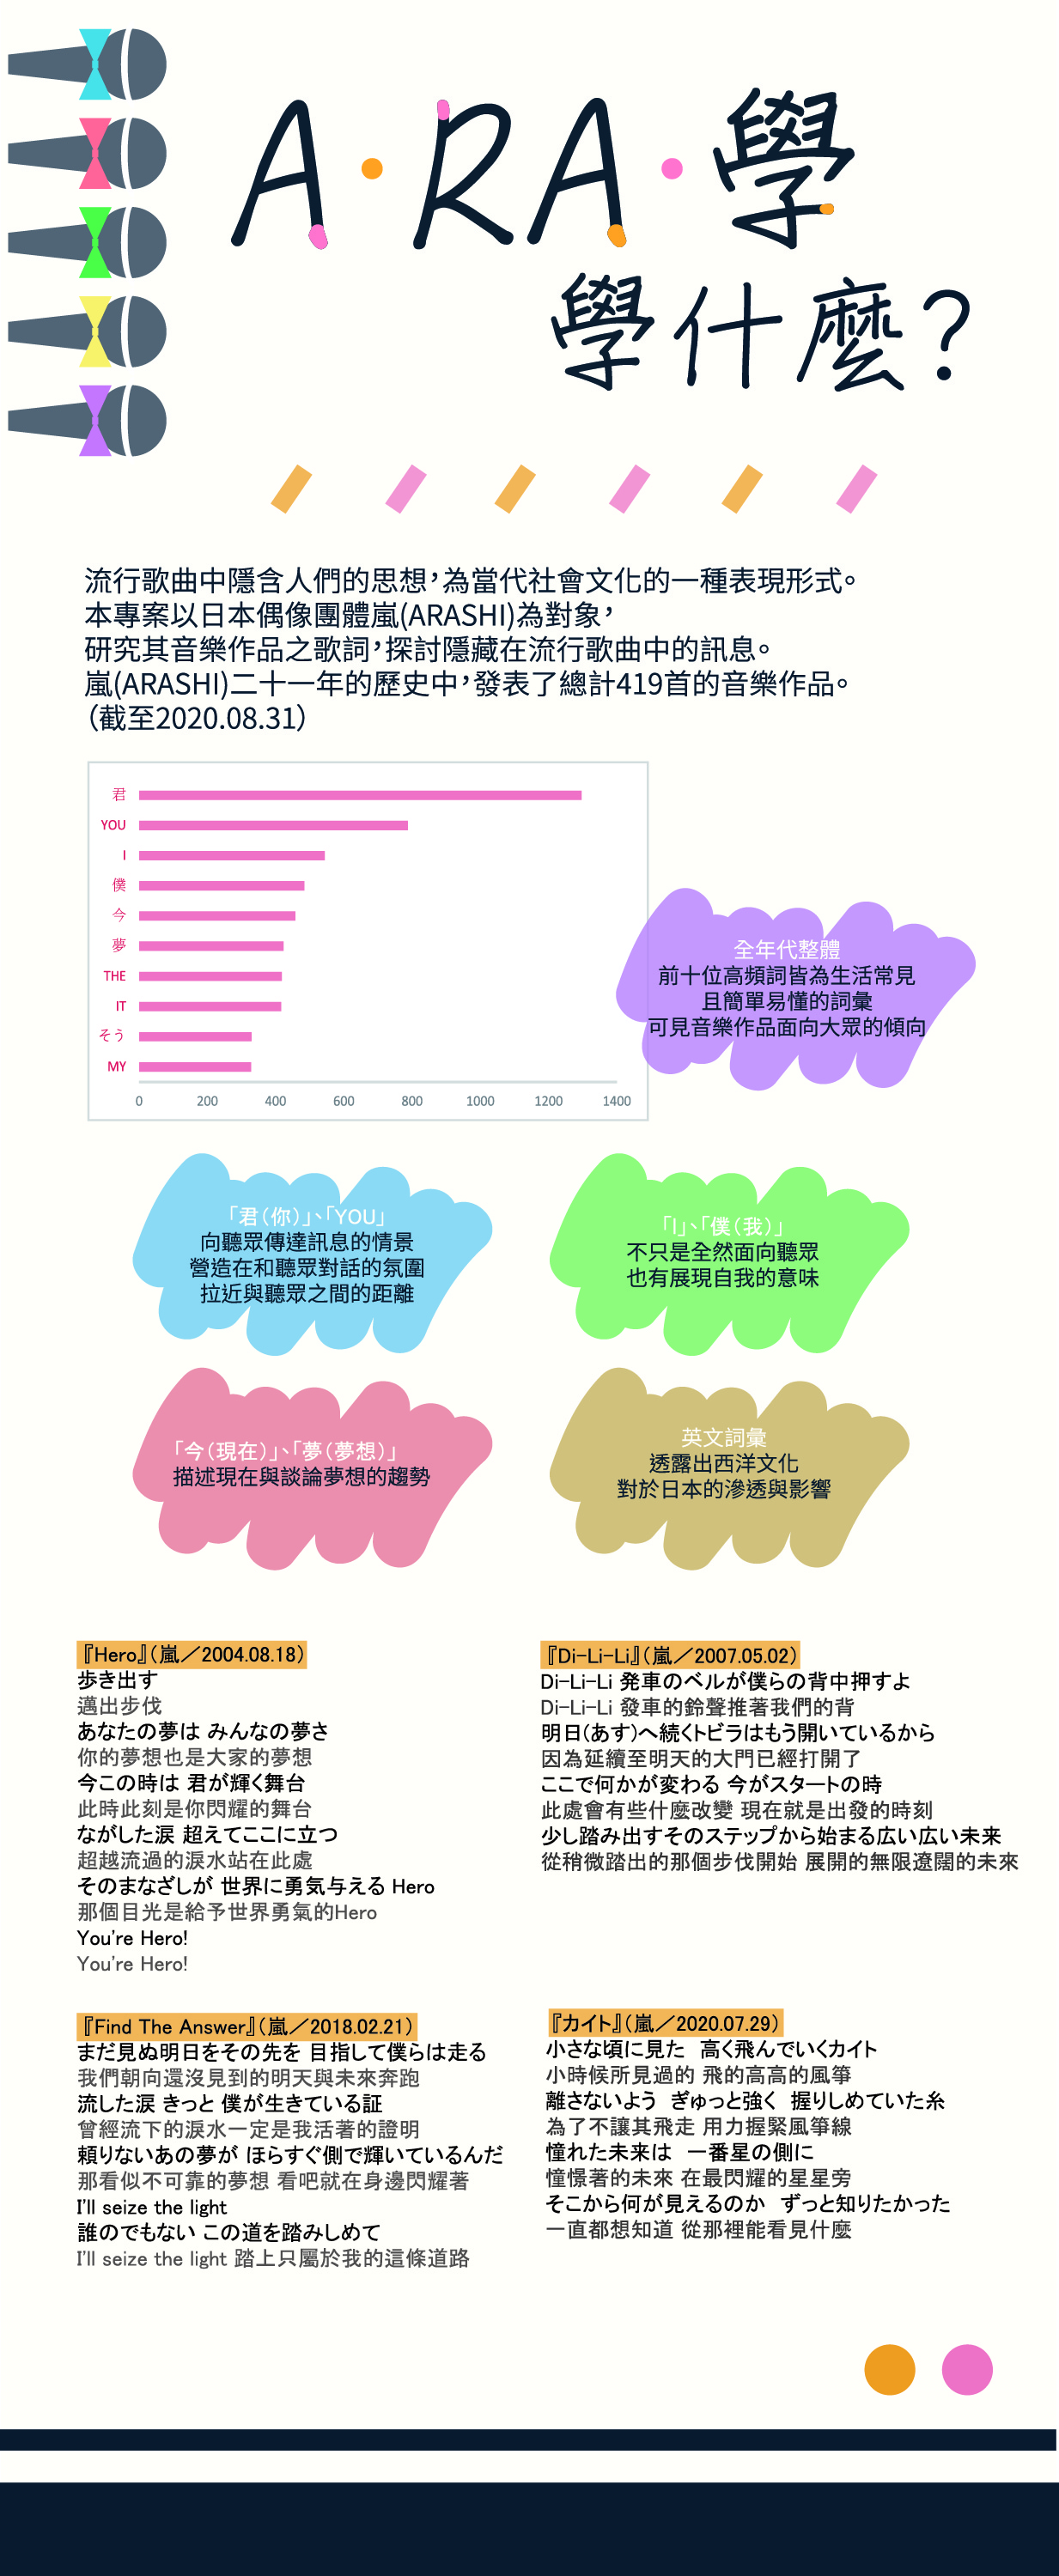 A·RA·學
學什麼?
流行歌曲中隱含人們的思想，為當代社會文化的一種表現形式。
本專案以日本偶像團體嵐(ARASHI)為對象，
研究其音樂作品之歌詞，探討隱藏在流行歌曲中的訊息。
嵐(ARASHI)二十一年的歷史中，發表了總計419首的音樂作品。
（截至2020.08.31）
君
YOU
I
僕
今
夢
THE
IT
そう
MY
0 200 400 600 800 1000 1200 1400
全年代整體
前十位高頻詞皆為生活常見
且簡單易懂的詞彙
可見音樂作品面向大眾的傾向
「君（你）」、「YOU」
向聽眾傳達訊息的情景
營造在和聽眾對話的氛圍
拉近與聽眾之間的距離
「I」、「僕（我）」
不只是全然面向聽眾
也有展現自我的意味
「今（現在）」、「夢（夢想）」
描述現在與談論夢想的趨勢
英文詞彙
透露出西洋文化
對於日本的滲透與影響
『Hero』（嵐／2004.08.18）
歩き出す
邁出步伐
あなたの夢は みんなの夢さ
你的夢想也是大家的夢想
今この時は 君が輝く舞台
此時此刻是你閃耀的舞台
ながした涙 超えてここに立つ
超越流過的淚水站在此處
そのまなざしが 世界に勇気与える Hero
那個目光是給予世界勇氣的Hero
You're Hero!
You're Hero!
『Di-Li-Li』（嵐／2007.05.02）
Di-Li-Li 発車のベルが僕らの背中押すよ
Di-Li-Li 發車的鈴聲推著我們的背
明日(あす)へ続くトビラはもう開いているから
因為延續至明天的大門已經打開了
ここで何かが変わる 今がスタートの時
此處會有些什麼改變 現在就是出發的時刻
少し踏み出すそのステップから始まる広い広い未来
從稍微踏出的那個步伐開始 展開的無限遼闊的未來
『Find The Answer』（嵐／2018.02.21）
まだ見ぬ明日をその先を 目指して僕らは走る
我們朝向還沒見到的明天與未來奔跑
流した涙 きっと 僕が生きている証
曾經流下的淚水一定是我活著的證明
頼りないあの夢が ほらすぐ側で輝いているんだ
那看似不可靠的夢想 看吧就在身邊閃耀著
I'll seize the light
誰のでもない この道を踏みしめて
I'll seize the light 踏上只屬於我的這條道路
『カイト』（嵐／2020.07.29）
小さな頃に見た　高く飛んでいくカイト
小時候所見過的 飛的高高的風箏
離さないよう　ぎゅっと強く　握りしめていた糸
為了不讓其飛走 用力握緊風箏線
憧れた未来は　一番星の側に
憧憬著的未來 在最閃耀的星星旁
そこから何が見えるのか　ずっと知りたかった
一直都想知道 從那裡能看見什麼